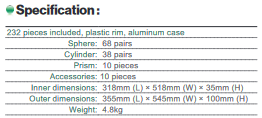 Specification:
232 pieces included, plastic rim, aluminum case
Sphere: 68 pairs
Cylinder: 38 pairs
Prism: 10 pieces
Accessories: 10 pieces
Inner dimensions: 318mm (L) × 518mm (W) × 35mm (H)
Outer dimensions: 355mm (L) × 545mm (W) × 100mm (H)
Weight: 4.8kg